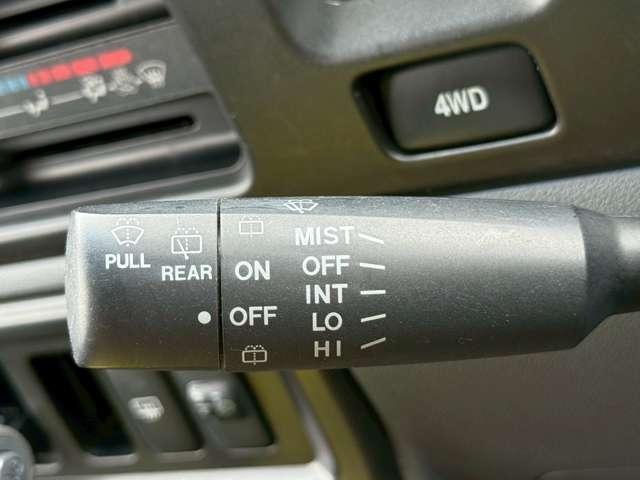 4WD
PULL
REAR
ON
OFF
MIST
OFF
INT
LO
HI